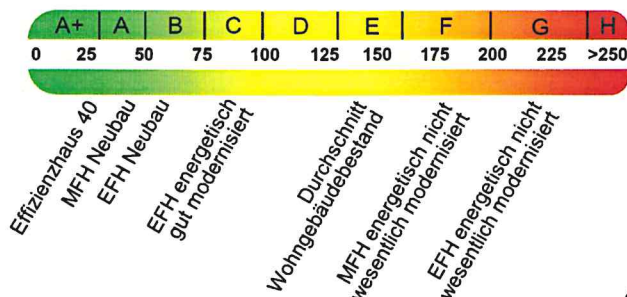 A+ A B C D E F G H
0 25 50 75 100 125 150 175 200 225 >250
Effizienzhaus 40
MFH Neubau
EFH Neubau
EFH energetisch
gut modernisiert
Durchschnitt
Wohngebäudebestand
MFH energetisch nicht
wesentlich modernisiert
EFH energetisch nicht
wesentlich modernisiert